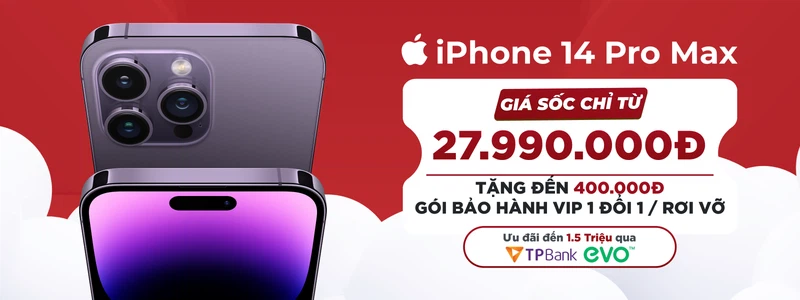 iPhone 14 Pro Max
GIÁ SỐC CHỈ TỪ
27.990.000Đ
TẶNG ĐẾN 400.000Đ
GÓI BẢO HÀNH VIP 1 ĐỔI 1 / RƠI VỠ
Ưu đãi đến 1.5 Triệu qua
TPBank evo™